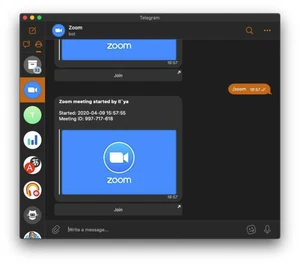 Telegram
Zoom
bot
zoom
18:57
Join
/zoom 18:57
Zoom meeting started by Il`ya
Started: 2020-04-09 15:57:55
Meeting ID: 997-717-618
zoom
18:57
Join
Write a message...